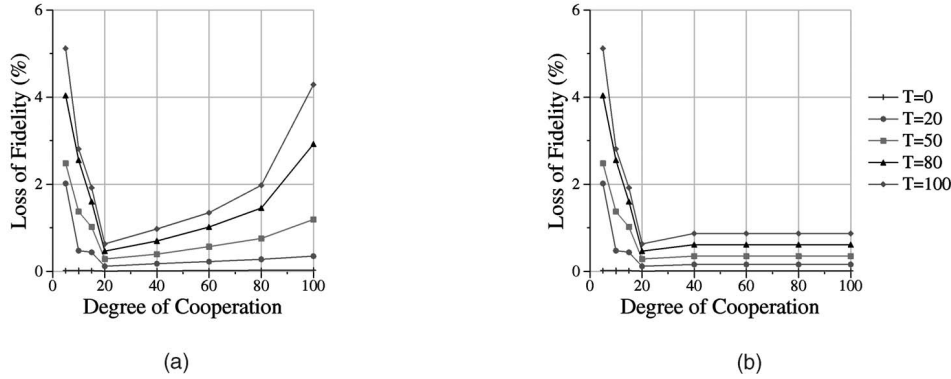 6
4
2
0
Loss of Fidelity (%)
0 20 40 60 80 100
Degree of Cooperation
(a)
6
4
2
0
Loss of Fidelity (%)
0 20 40 60 80 100
Degree of Cooperation
(b)
T=0
T=20
T=50
T=80
T=100